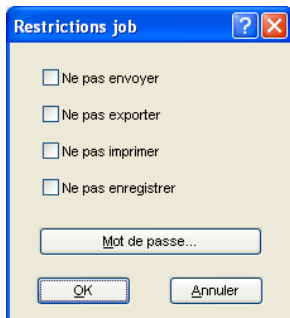 Restrictions job
Ne pas envoyer
Ne pas exporter
Ne pas imprimer
Ne pas enregistrer
Mot de passe...
OK
Annuler